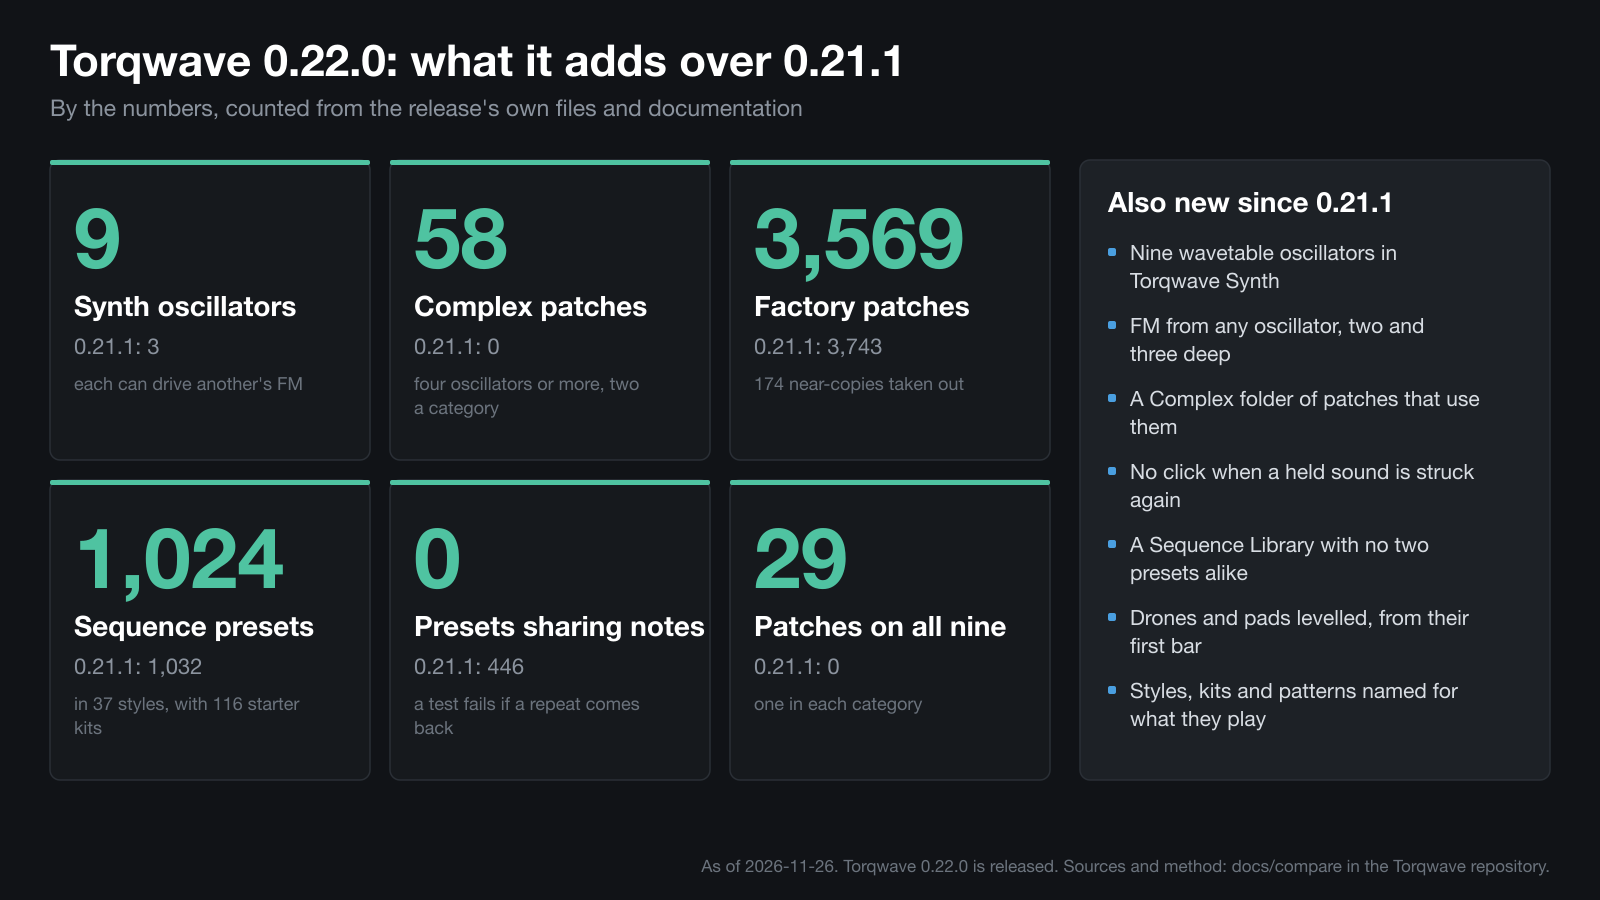 Torqwave 0.22.0: what it adds over 0.21.1
By the numbers, counted from the release's own files and documentation
9
Synth oscillators
0.21.1: 3
each can drive another's FM
58
Complex patches
0.21.1: 0
four oscillators or more, two
a category
3,569
Factory patches
0.21.1: 3,743
174 near-copies taken out
1,024
Sequence presets
0.21.1: 1,032
in 37 styles, with 116 starter
kits
0
Presets sharing notes
0.21.1: 446
a test fails if a repeat comes
back
29
Patches on all nine
0.21.1: 0
one in each category
Also new since 0.21.1
Nine wavetable oscillators in
Torqwave Synth
FM from any oscillator, two and
three deep
A Complex folder of patches that use
them
No click when a held sound is struck
again
A Sequence Library with no two
presets alike
Drones and pads levelled, from their
first bar
Styles, kits and patterns named for
what they play
As of 2026-11-26. Torqwave 0.22.0 is released. Sources and method: docs/compare in the Torqwave repository.